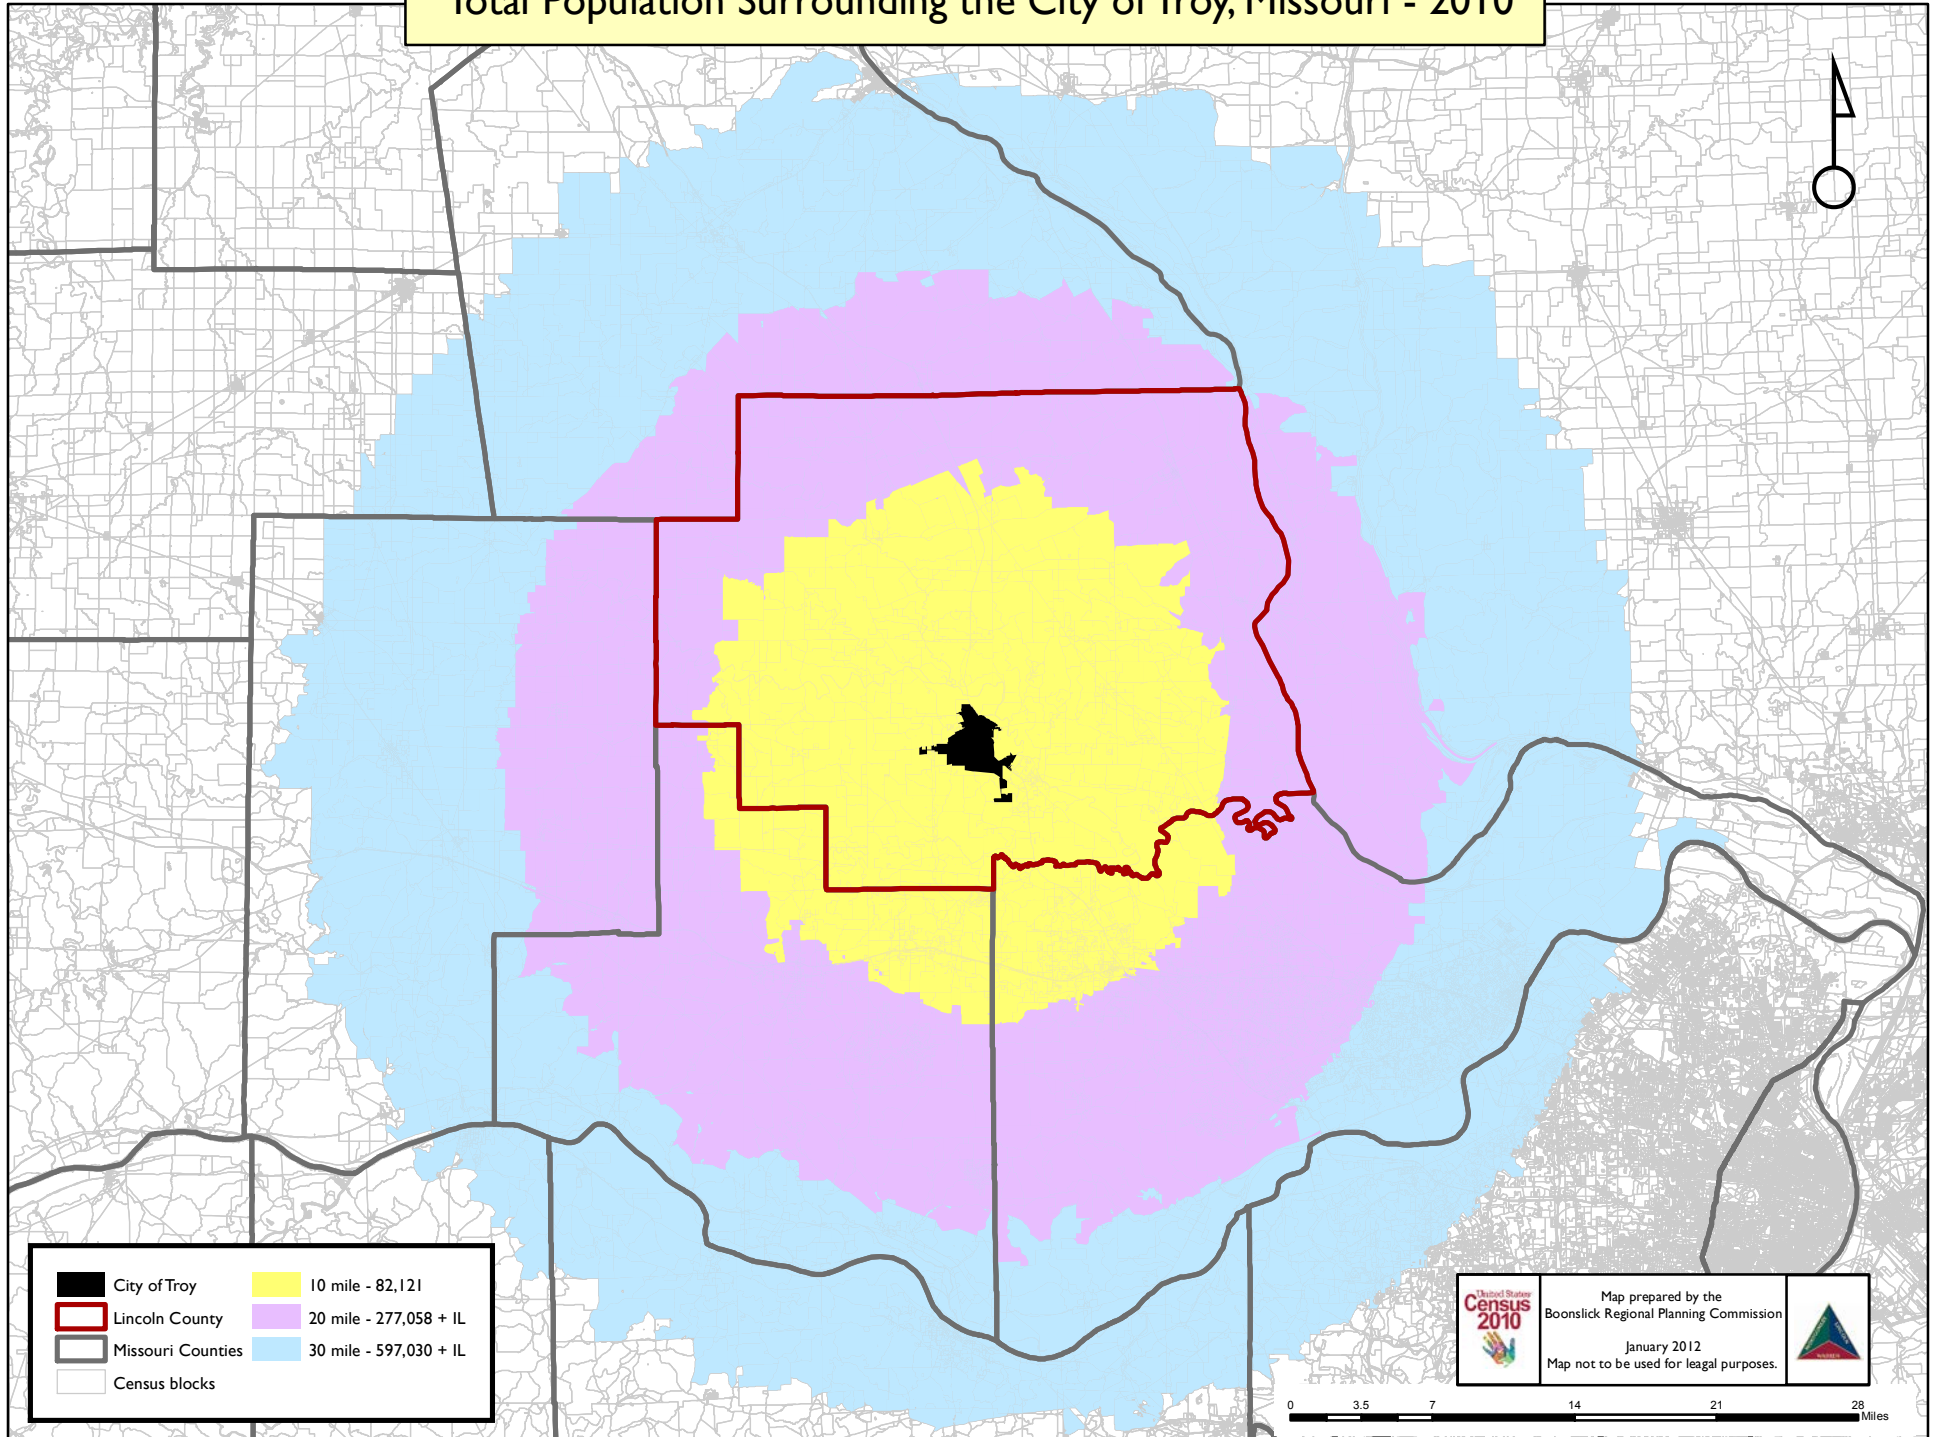 Total Population Surrounding the City of Troy, Missouri - 2010
City of Troy
Lincoln County
Missouri Counties
Census blocks
10 mile - 82,121
20 mile - 277,058 + IL
30 mile - 597,030 + IL
United States
Census
2010
Map prepared by the
Boonslick Regional Planning Commission
January 2012
Map not to be used for leagal purposes.
MONTGOMERY
LINCOLN
WARREN
0 3.5 7 14 21 28
Miles